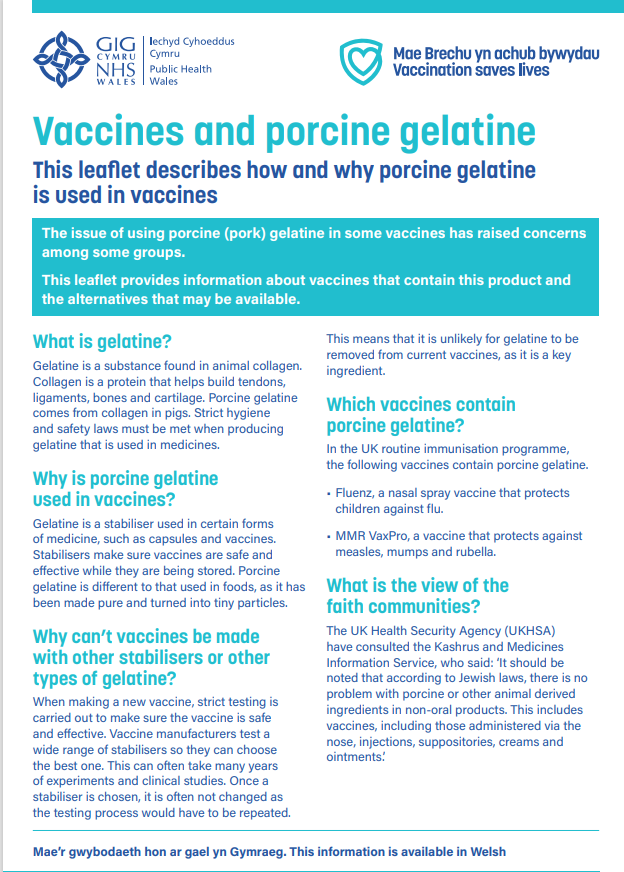 GIG
CYMRU
NHS
WALES
Iechyd Cyhoeddus
Cymru
Public Health
Wales
Mae Brechu yn achub bywydau
Vaccination saves lives
Vaccines and porcine gelatine
This leaflet describes how and why porcine gelatine
is used in vaccines
The issue of using porcine (pork) gelatine in some vaccines has raised concerns
among some groups.
This leaflet provides information about vaccines that contain this product and
the alternatives that may be available.
What is gelatine?
Gelatine is a substance found in animal collagen.
Collagen is a protein that helps build tendons,
ligaments, bones and cartilage. Porcine gelatine
comes from collagen in pigs. Strict hygiene
and safety laws must be met when producing
gelatine that is used in medicines.
Why is porcine gelatine
used in vaccines?
Gelatine is a stabiliser used in certain forms
of medicine, such as capsules and vaccines.
Stabilisers make sure vaccines are safe and
effective while they are being stored. Porcine
gelatine is different to that used in foods, as it has
been made pure and turned into tiny particles.
Why can't vaccines be made
with other stabilisers or other
types of gelatine?
When making a new vaccine, strict testing is
carried out to make sure the vaccine is safe
and effective. Vaccine manufacturers test a
wide range of stabilisers so they can choose
the best one. This can often take many years
of experiments and clinical studies. Once a
stabiliser is chosen, it is often not changed as
the testing process would have to be repeated.
This means that it is unlikely for gelatine to be
removed from current vaccines, as it is a key
ingredient.
Which vaccines contain
porcine gelatine?
In the UK routine immunisation programme,
the following vaccines contain porcine gelatine.
• Fluenz, a nasal spray vaccine that protects
children against flu.
• MMR VaxPro, a vaccine that protects against
measles, mumps and rubella.
What is the view of the
faith communities?
The UK Health Security Agency (UKHSA)
have consulted the Kashrus and Medicines
Information Service, who said: 'It should be
noted that according to Jewish laws, there is no
problem with porcine or other animal derived
ingredients in non-oral products. This includes
vaccines, including those administered via the
nose, injections, suppositories, creams and
ointments.'
Mae'r gwybodaeth hon ar gael yn Gymraeg. This information is available in Welsh